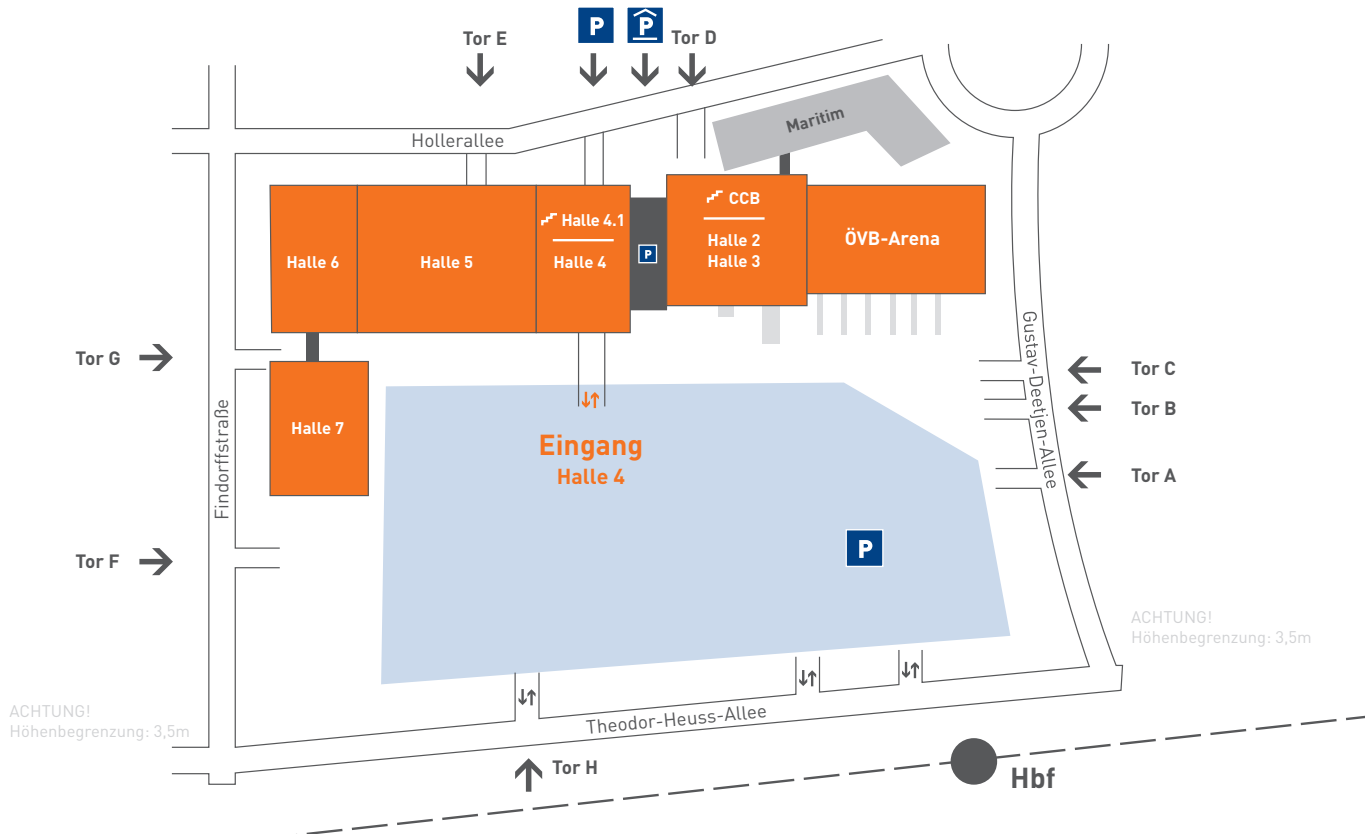 P
P
Tor E
Tor D
Hollerallee
Maritim
Halle 6
Halle 5
Halle 4.1
Halle 4
P
CCB
Halle 2
Halle 3
ÖVB-Arena
Tor G
Tor C
Tor B
Tor A
Gustav-Deetjen-Allee
Findorffstraße
Halle 7
Eingang
Halle 4
P
Tor F
ACHTUNG!
Höhenbegrenzung: 3,5m
ACHTUNG!
Höhenbegrenzung: 3,5m
Theodor-Heuss-Allee
Tor H
Hbf